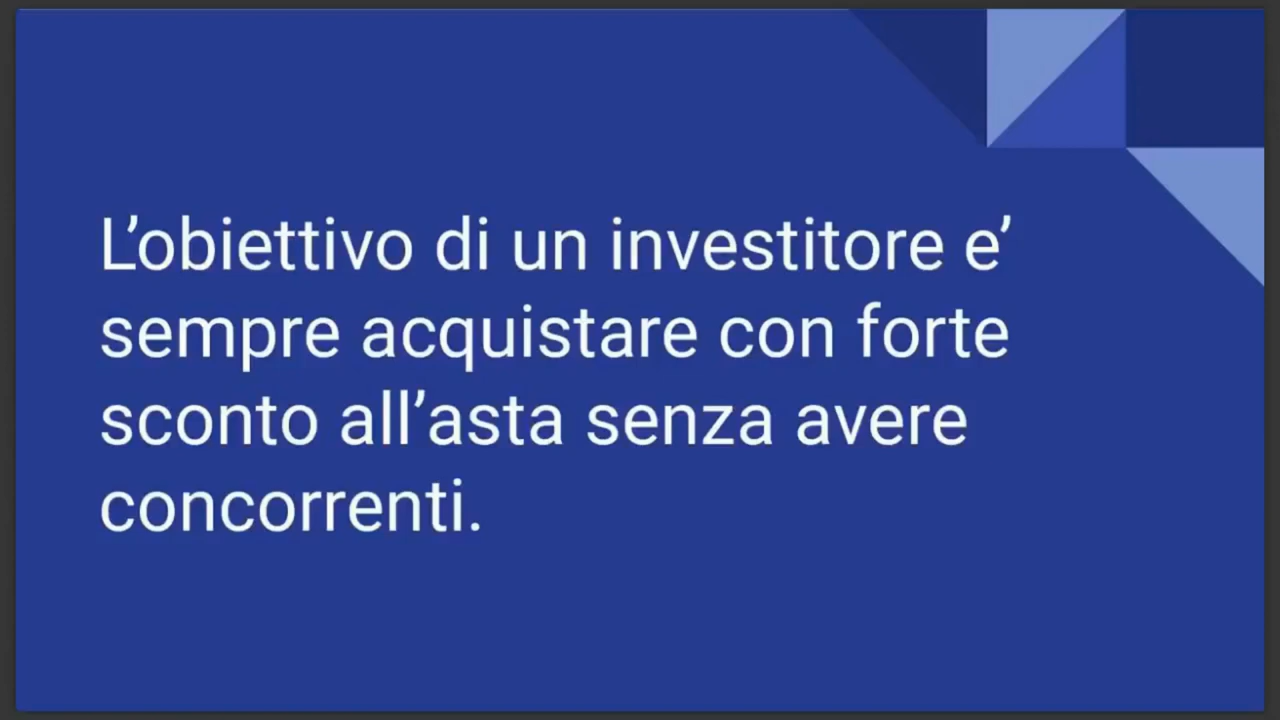 L’obiettivo di un investitore e’
sempre acquistare con forte
sconto all’asta senza avere
concorrenti.